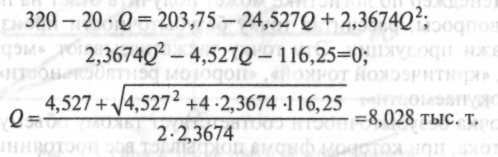 320 – 20 · Q = 203,75 – 24,527Q + 2,3674Q²;
2,3674Q² – 4,527Q – 116,25=0;
Q = (4,527 + √(4,527² + 4 · 2,3674 · 116,25)) / (2 · 2,3674) = 8,028 тыс. т.